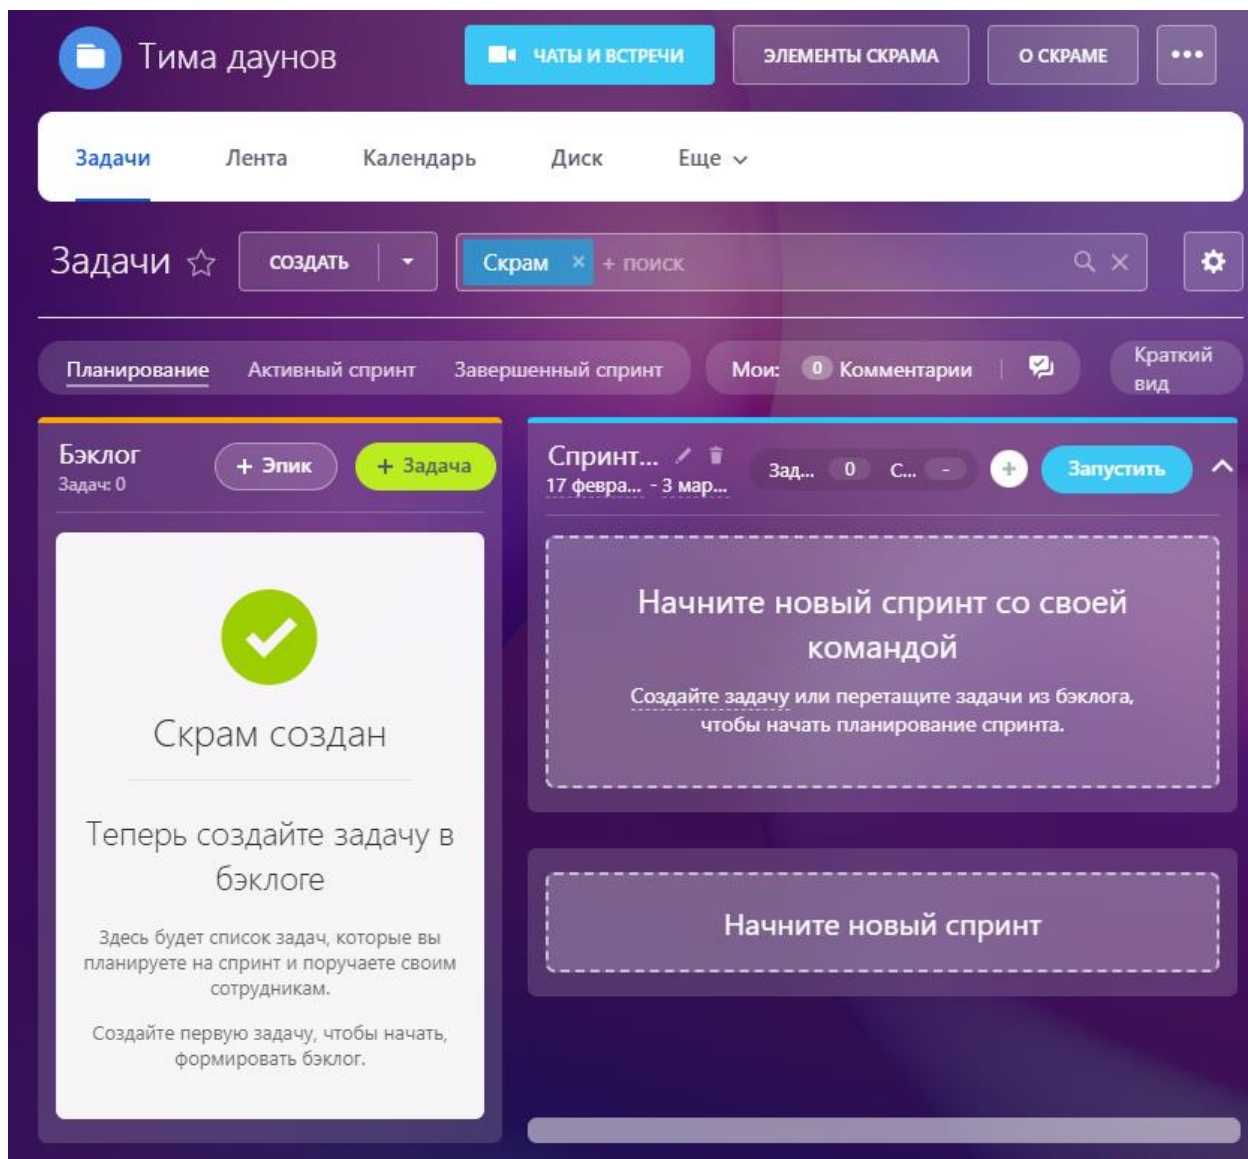 Тима даунов
ЧАТЫ И ВСТРЕЧИ
ЭЛЕМЕНТЫ СКРАМА
О СКРАМЕ
Задачи
Лента
Календарь
Диск
Еще
Задачи
СОЗДАТЬ
Скрам × + поиск
Планирование
Активный спринт
Завершенный спринт
Мои: 0 Комментарии
Краткий
вид
Бэклог
Задач: 0
+ Эпик
+ Задача
Спринт...
17 февра... - 3 мар...
Зад... 0 С... -
+
Запустить
Скрам создан
Теперь создайте задачу в
бэклоге
Здесь будет список задач, которые вы
планируете на спринт и поручаете своим
сотрудникам.
Создайте первую задачу, чтобы начать,
формировать бэклог.
Начните новый спринт со своей
командой
Создайте задачу или перетащите задачи из бэклога,
чтобы начать планирование спринта.
Начните новый спринт